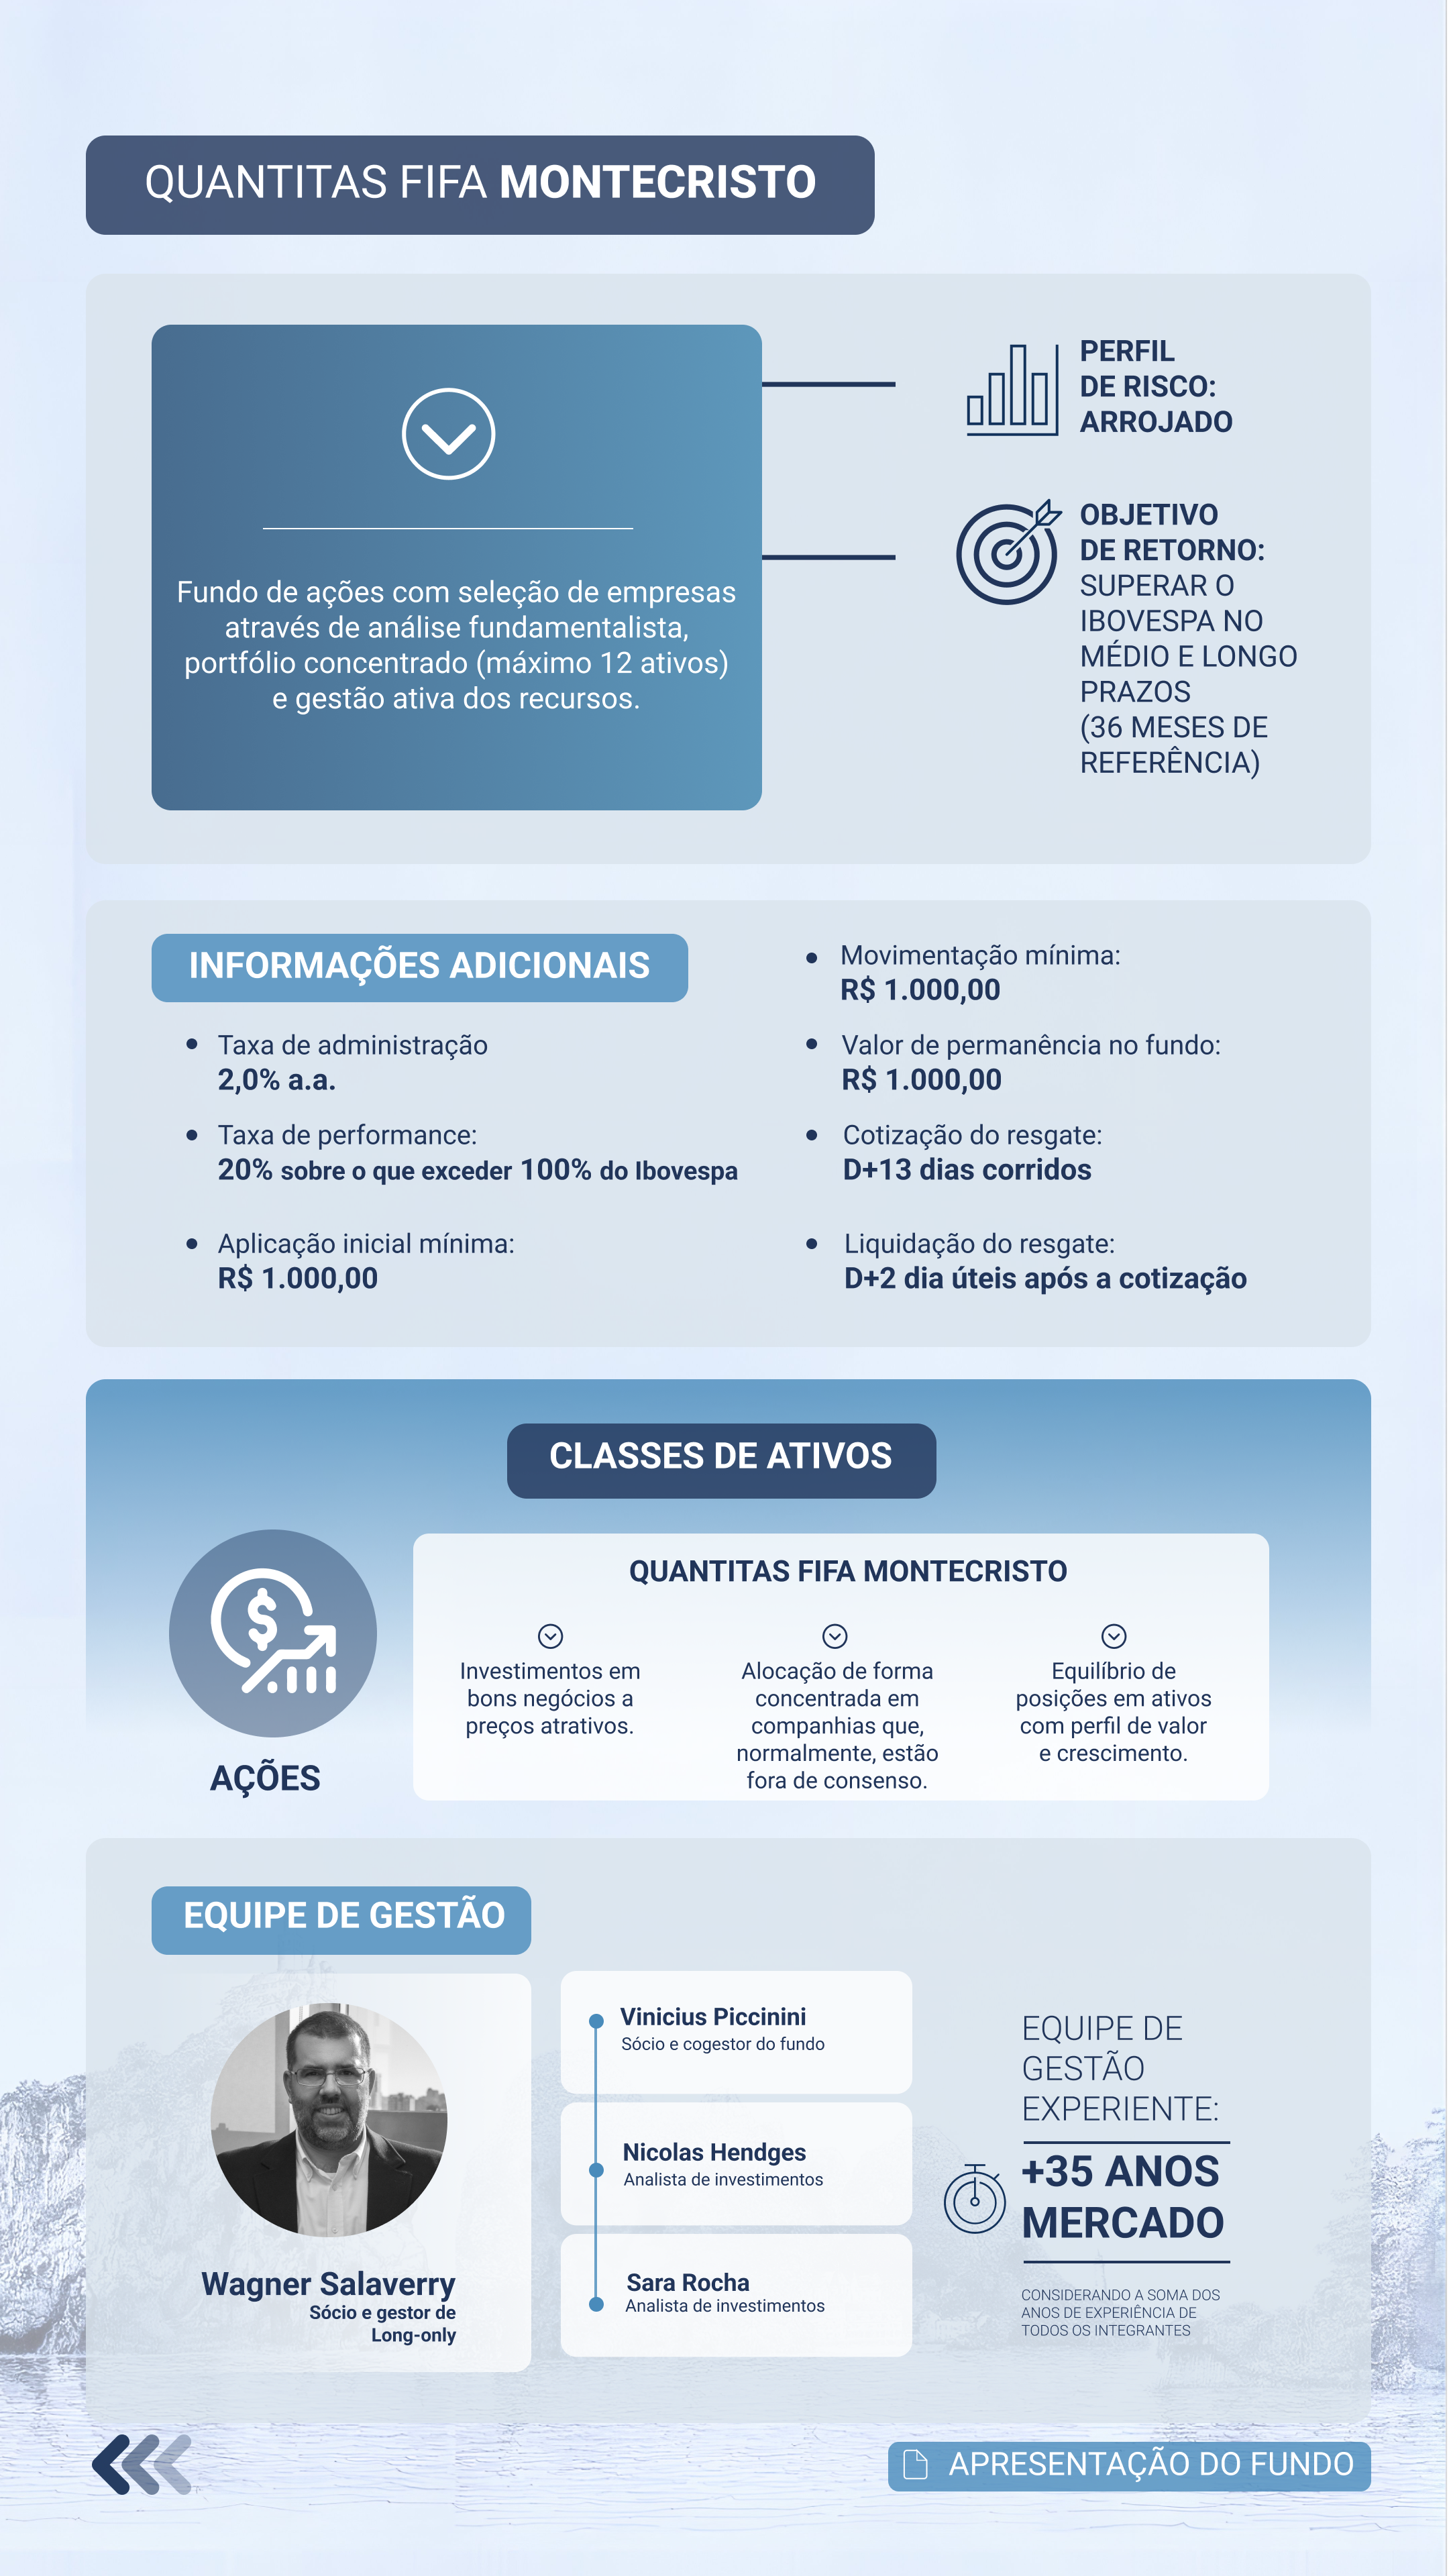 QUANTITAS FIFA MONTECRISTO
Fundo de ações com seleção de empresas
através de análise fundamentalista,
portfólio concentrado (máximo 12 ativos)
e gestão ativa dos recursos.
PERFIL
DE RISCO:
ARROJADO
OBJETIVO
DE RETORNO:
SUPERAR O
IBOVESPA NO
MÉDIO E LONGO
PRAZOS
(36 MESES DE
REFERÊNCIA)
INFORMAÇÕES ADICIONAIS
Taxa de administração
2,0% a.a.
Taxa de performance:
20% sobre o que exceder 100% do Ibovespa
Aplicação inicial mínima:
R$ 1.000,00
Movimentação mínima:
R$ 1.000,00
Valor de permanência no fundo:
R$ 1.000,00
Cotização do resgate:
D+13 dias corridos
Liquidação do resgate:
D+2 dia úteis após a cotização
CLASSES DE ATIVOS
AÇÕES
QUANTITAS FIFA MONTECRISTO
Investimentos em
bons negócios a
preços atrativos.
Alocação de forma
concentrada em
companhias que,
normalmente, estão
fora de consenso.
Equilíbrio de
posições em ativos
com perfil de valor
e crescimento.
EQUIPE DE GESTÃO
Wagner Salaverry
Sócio e gestor de
Long-only
Vinicius Piccinini
Sócio e cogestor do fundo
Nicolas Hendges
Analista de investimentos
Sara Rocha
Analista de investimentos
EQUIPE DE
GESTÃO
EXPERIENTE:
+35 ANOS
MERCADO
CONSIDERANDO A SOMA DOS
ANOS DE EXPERIÊNCIA DE
TODOS OS INTEGRANTES
APRESENTAÇÃO DO FUNDO